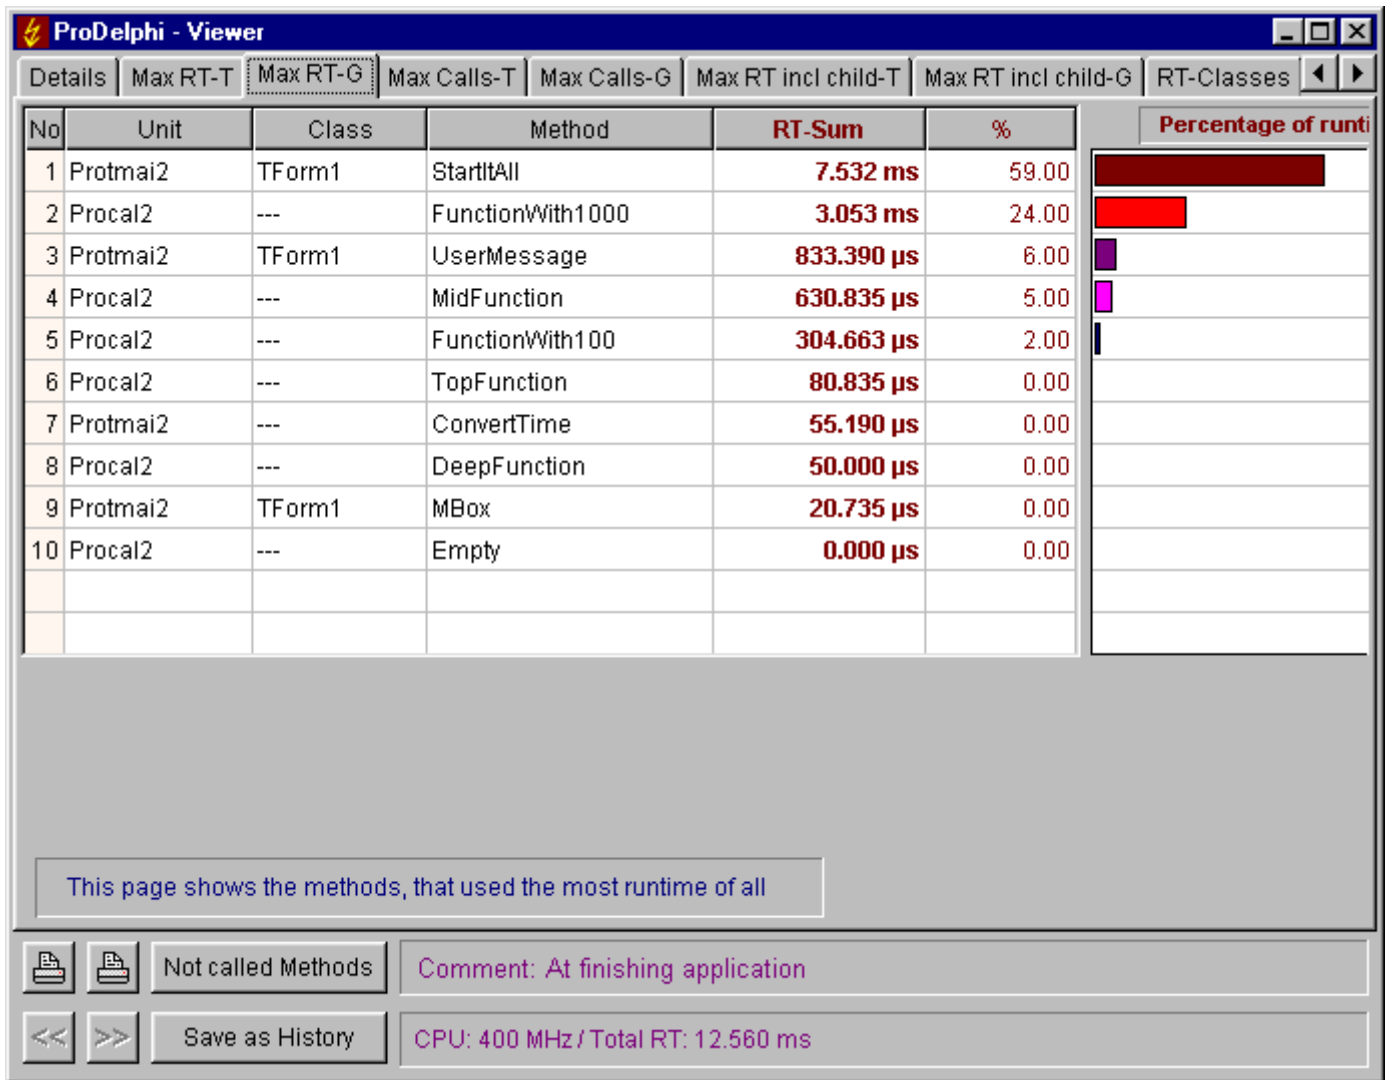 ProDelphi - Viewer
Details Max RT-T Max RT-G Max Calls-T Max Calls-G Max RT incl child-T Max RT incl child-G RT-Classes
No Unit Class Method RT-Sum % Percentage of runti
1 Protmai2 TForm1 StartItAll 7.532 ms 59.00
2 Procal2 --- FunctionWith1000 3.053 ms 24.00
3 Protmai2 TForm1 UserMessage 833.390 µs 6.00
4 Procal2 --- MidFunction 630.835 µs 5.00
5 Procal2 --- FunctionWith100 304.663 µs 2.00
6 Procal2 --- TopFunction 80.835 µs 0.00
7 Protmai2 --- ConvertTime 55.190 µs 0.00
8 Procal2 --- DeepFunction 50.000 µs 0.00
9 Protmai2 TForm1 MBox 20.735 µs 0.00
10 Procal2 --- Empty 0.000 µs 0.00
This page shows the methods, that used the most runtime of all
Not called Methods Comment: At finishing application
<< >> Save as History CPU: 400 MHz / Total RT: 12.560 ms